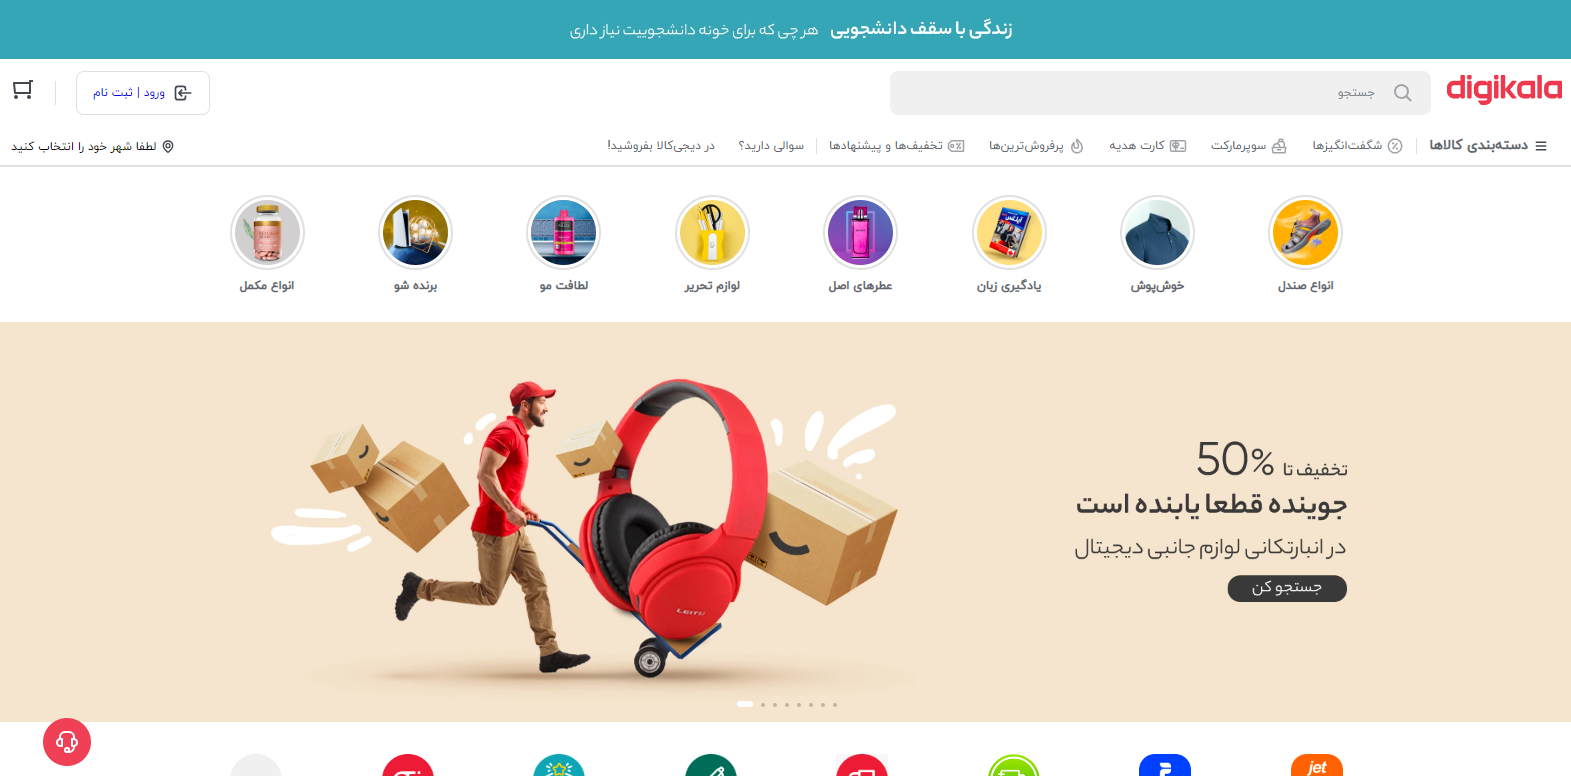 زندگی با سقف دانشجویی هر چی که برای خونه دانشجوییت نیاز داری
digikala
جستجو
ورود | ثبت نام
دسته‌بندی کالاها
شگفت‌انگیزها
سوپرمارکت
کارت هدیه
پرفروش‌ترین‌ها
تخفیف‌ها و پیشنهادها
سوالی دارید؟
در دیجی‌کالا بفروشید!
لطفا شهر خود را انتخاب کنید
انواع صندل
خوش‌پوش
یادگیری زبان
عطرهای اصل
لوازم تحریر
لطافت مو
برنده شو
انواع مکمل
تخفیف تا 50%
جوینده قطعا یابنده است
در انبارتکانی لوازم جانبی دیجیتال
جستجو کن
jet